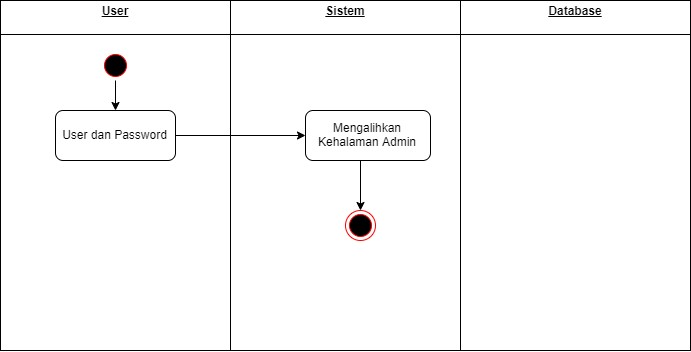 User
Sistem
Database
User dan Password
Mengalihkan
Kehalaman Admin